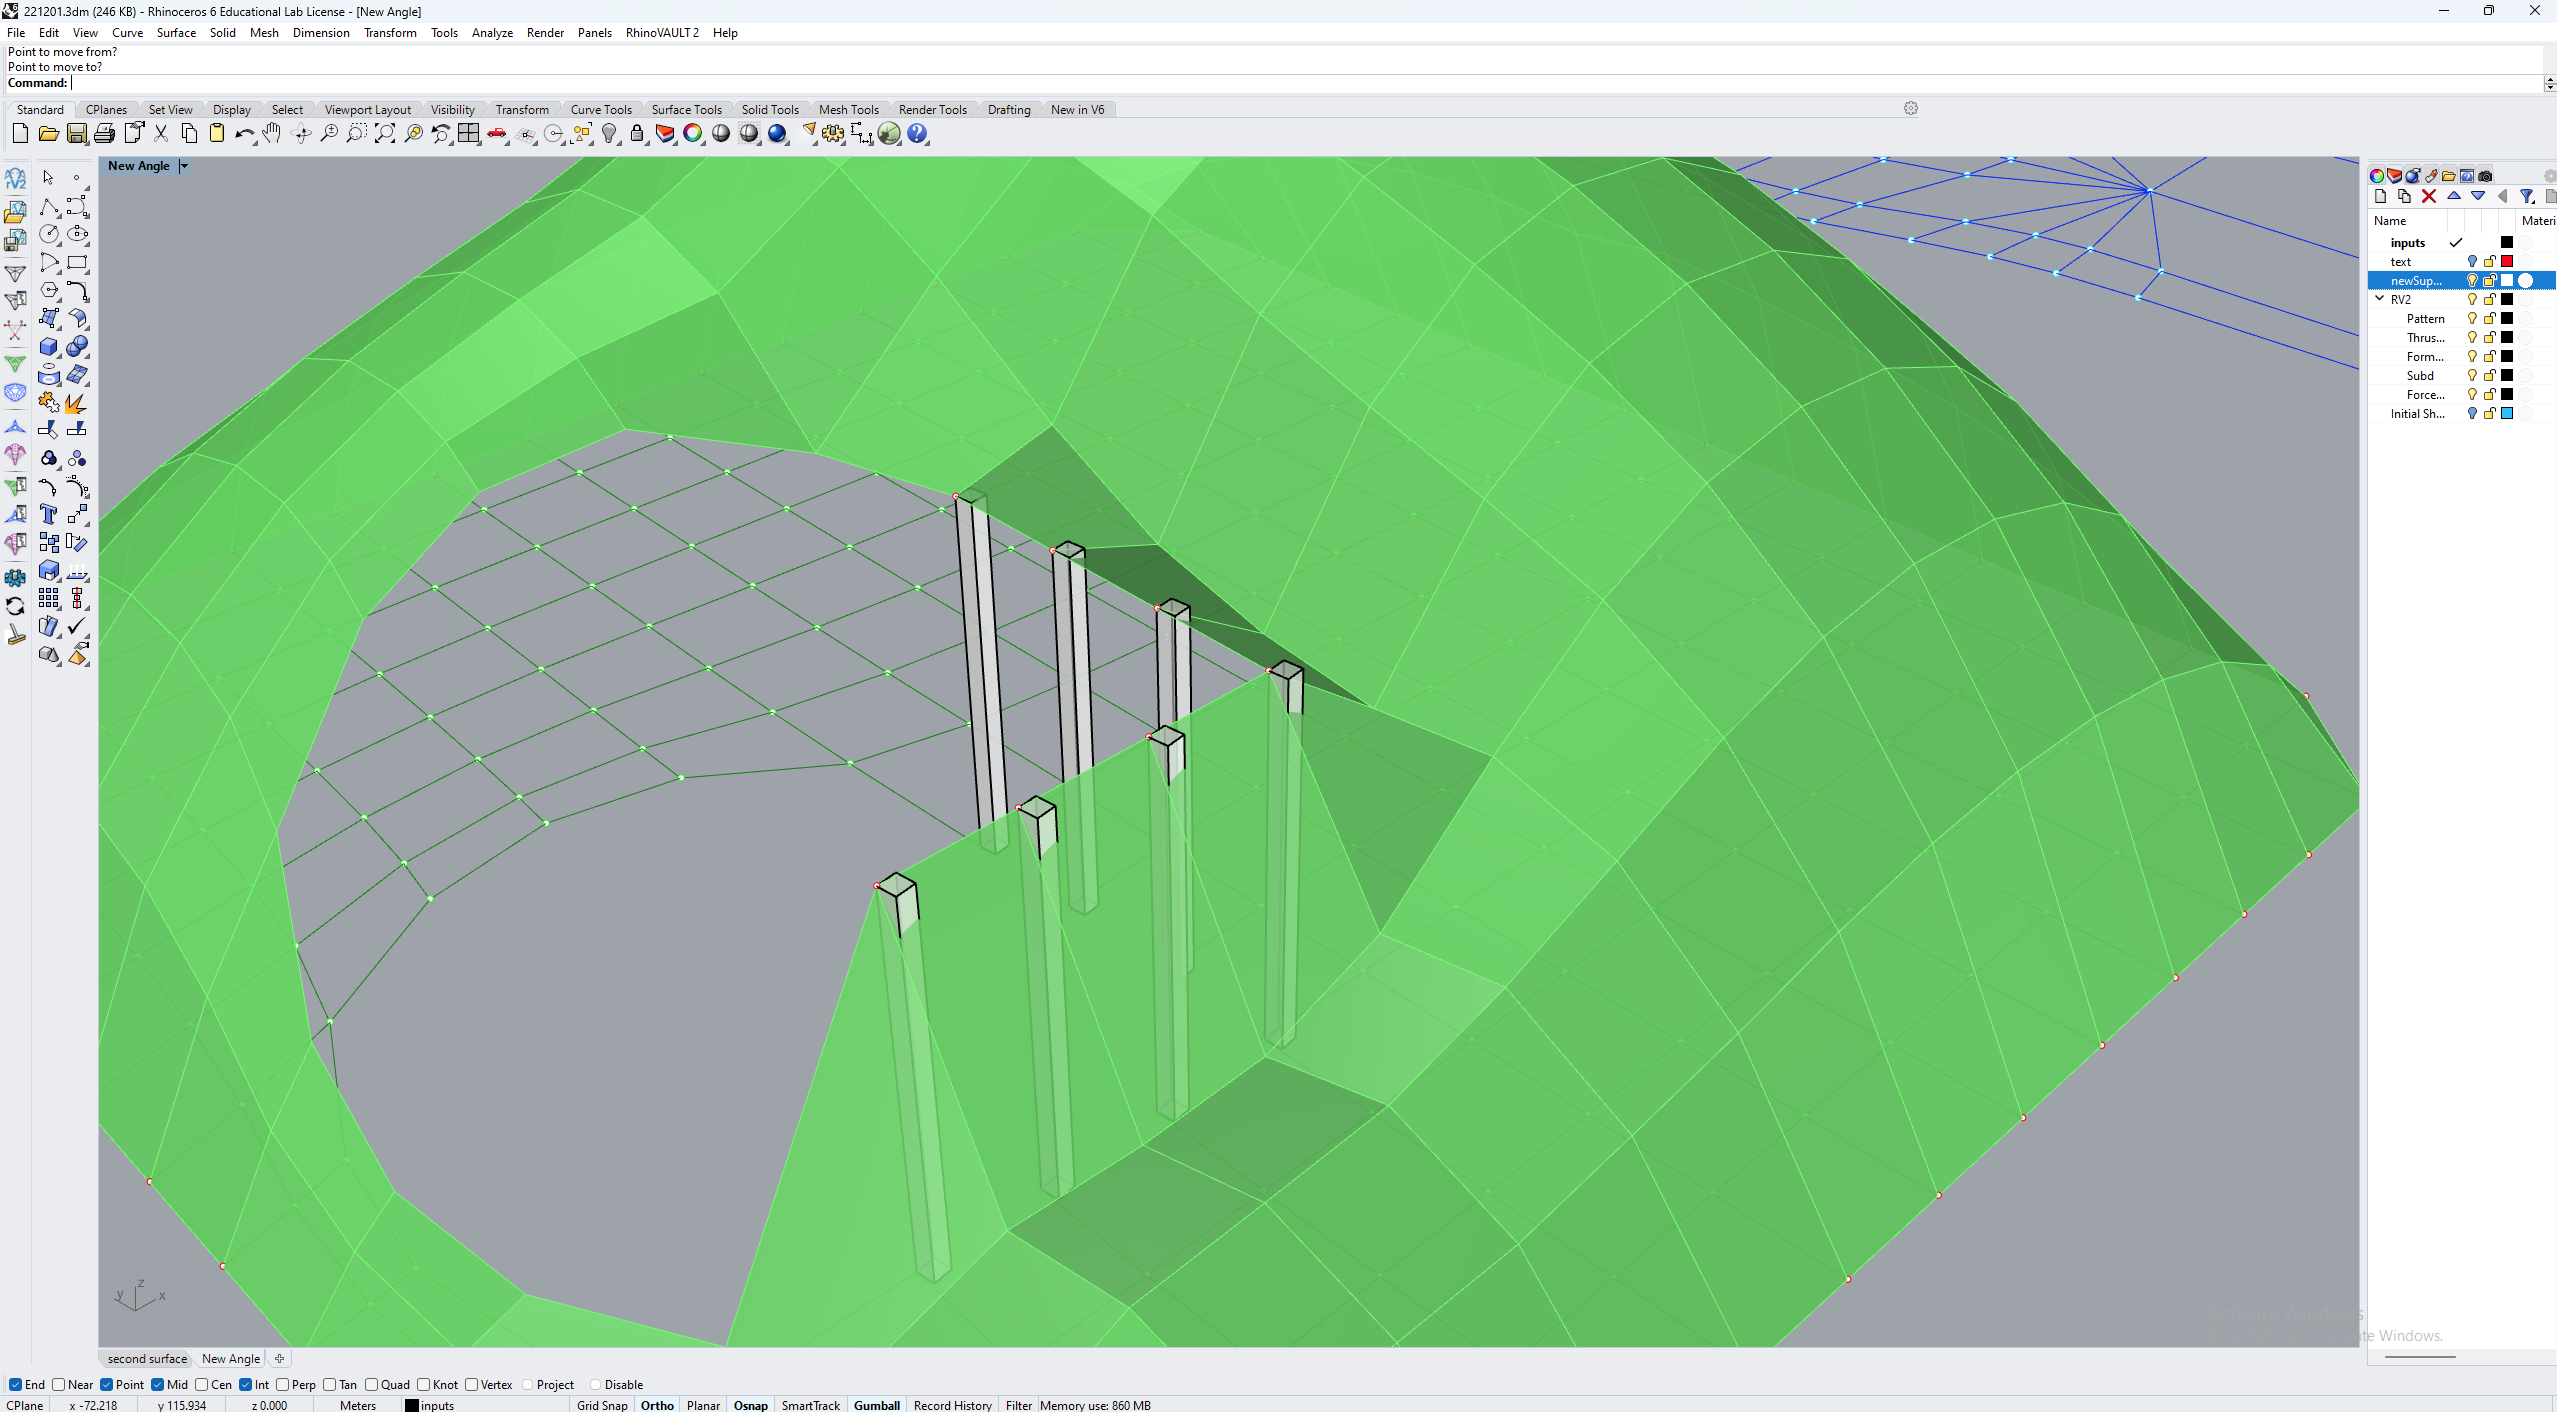 221201.3dm (246 KB) - Rhinoceros 6 Educational Lab License - [New Angle]
File Edit View Curve Surface Solid Mesh Dimension Transform Tools Analyze Render Panels RhinoVAULT 2 Help
Point to move from?
Point to move to?
Command:
Standard CPlanes Set View Display Select Viewport Layout Visibility Transform Curve Tools Surface Tools Solid Tools Mesh Tools Render Tools Drafting New in V6
New Angle
Name Materi
inputs
text
newSup...
RV2
Pattern
Thrus...
Form...
Subd
Force...
Initial Sh...
z
y x
Activate Windows
te Windows.
second surface New Angle
End Near Point Mid Cen Int Perp Tan Quad Knot Vertex Project Disable
CPlane x -72.218 y 115.934 z 0.000 Meters inputs Grid Snap Ortho Planar Osnap SmartTrack Gumball Record History Filter Memory use: 860 MB